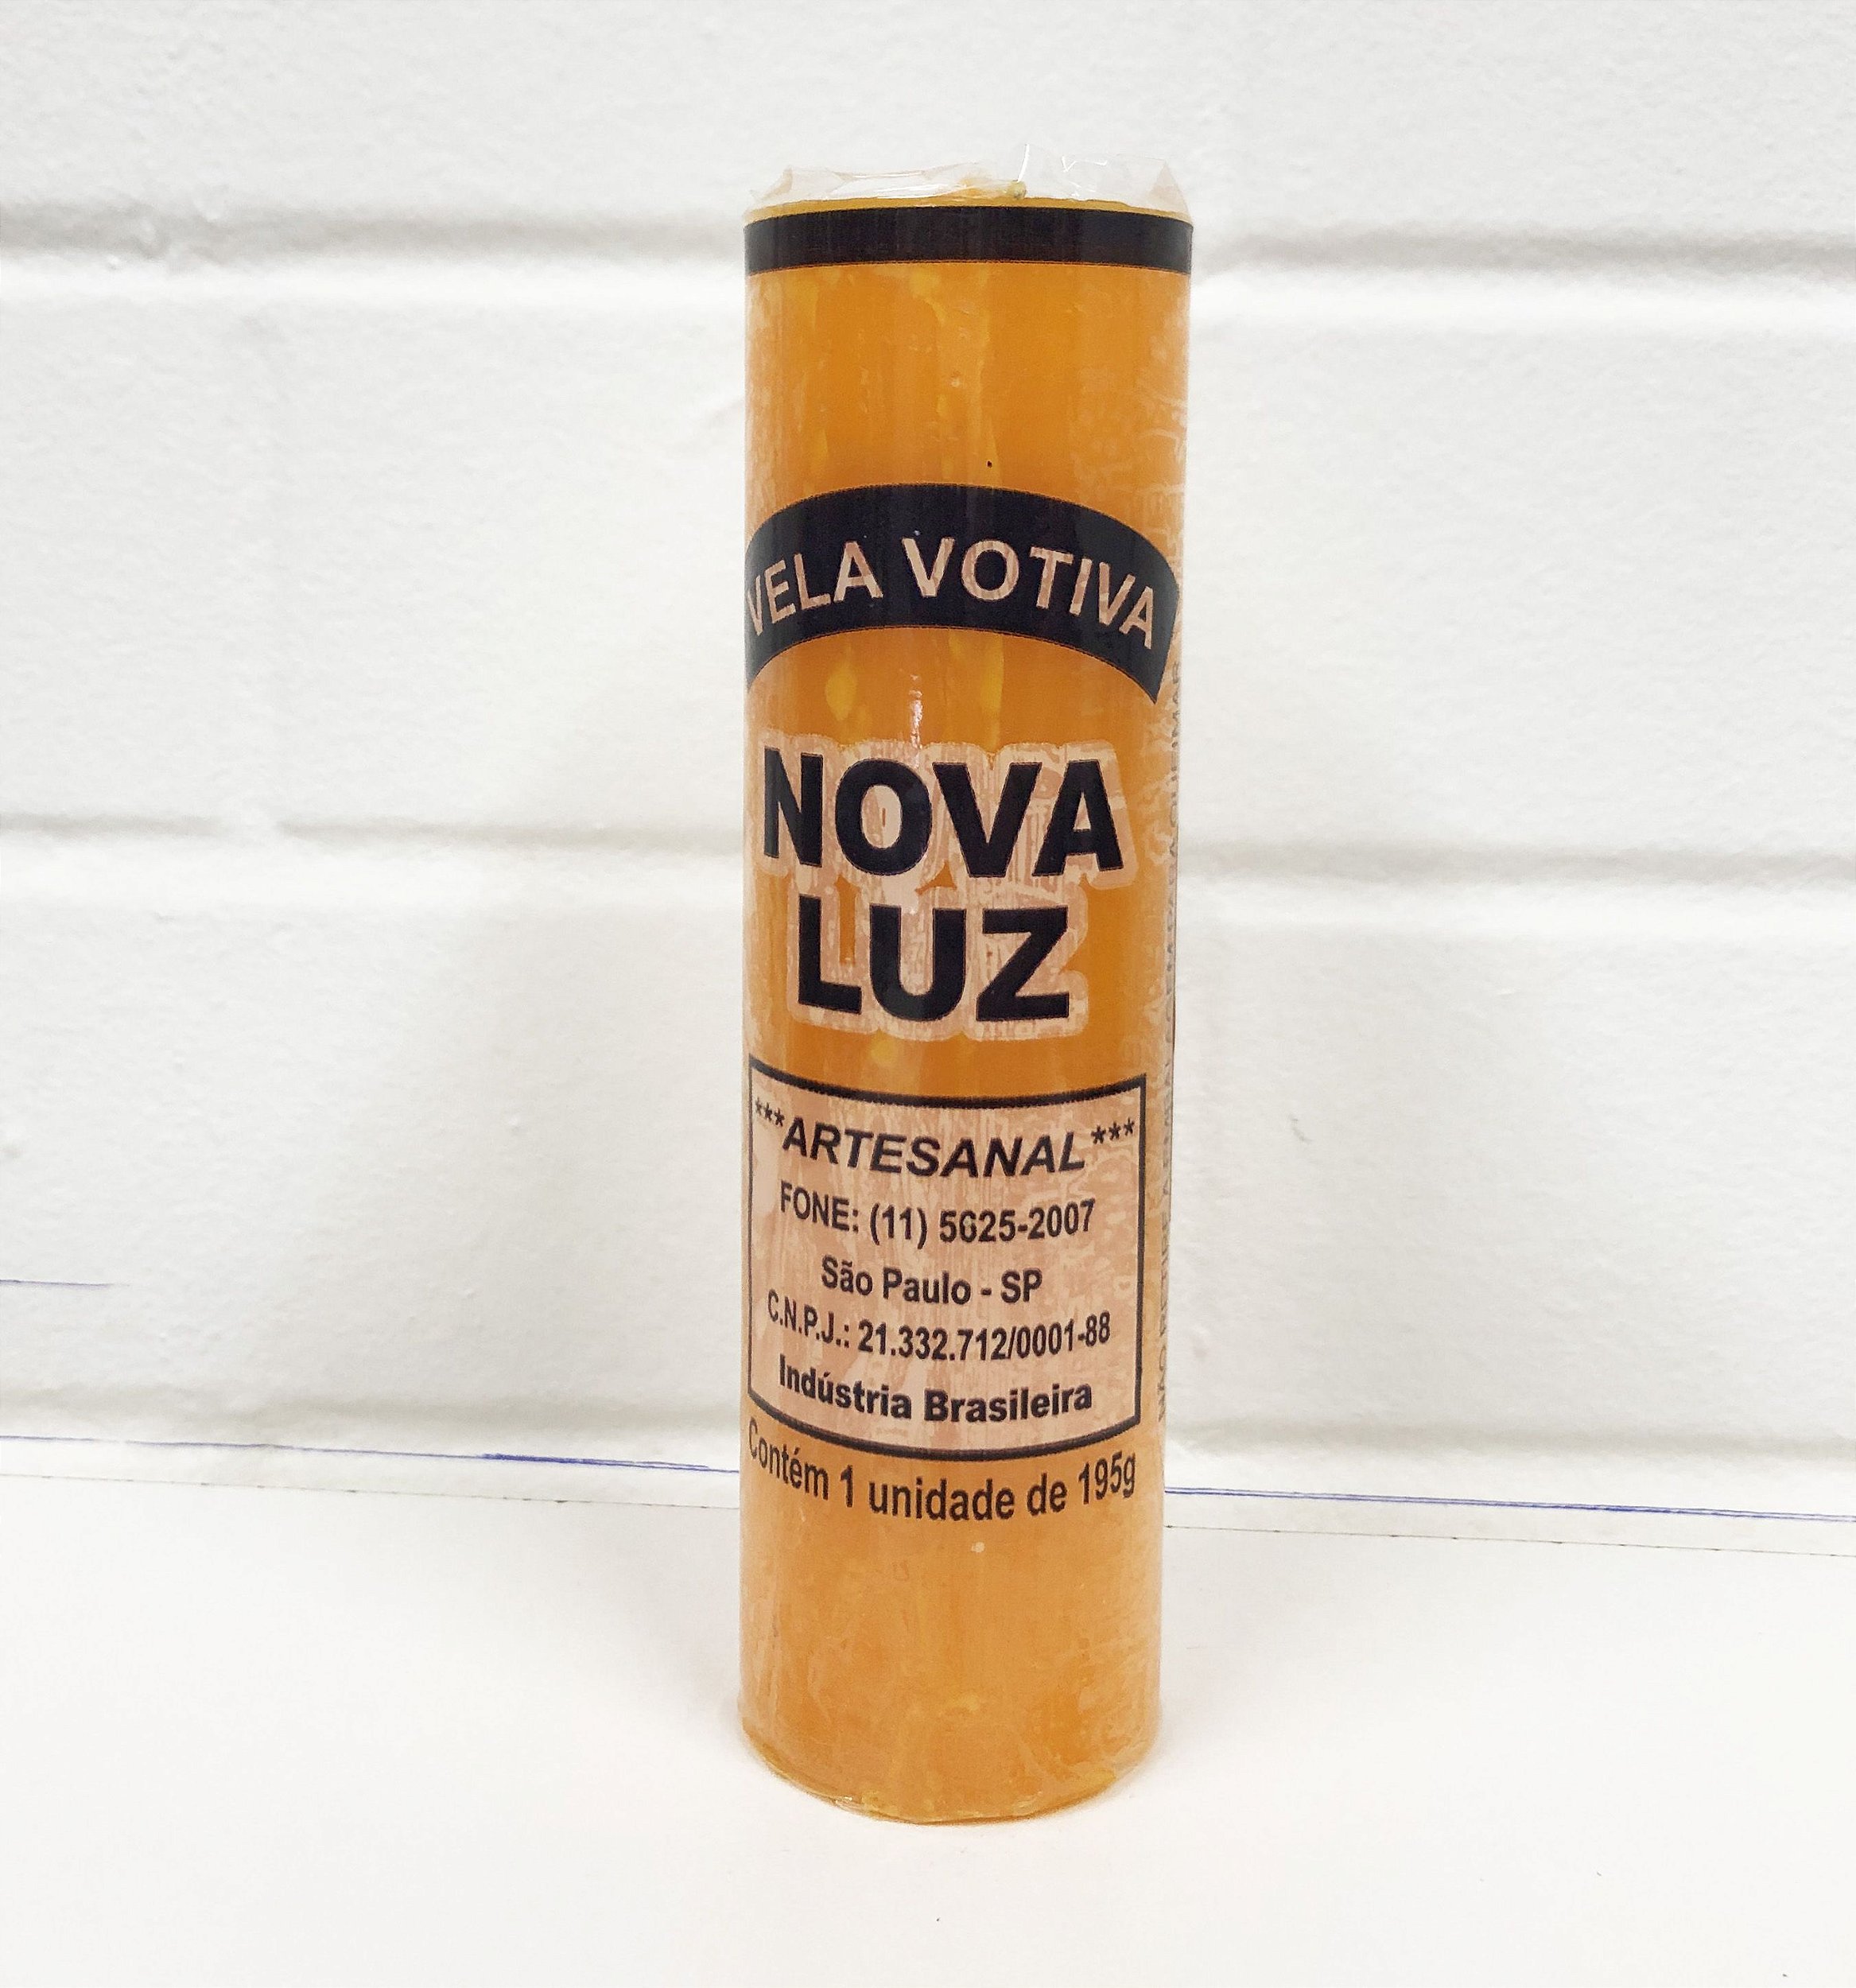 VELA VOTIVA
NOVA
LUZ
***ARTESANAL***
FONE: (11) 5625-2007
São Paulo - SP
C.N.P.J.: 21.332.712/0001-88
Indústria Brasileira
Contém 1 unidade de 195g